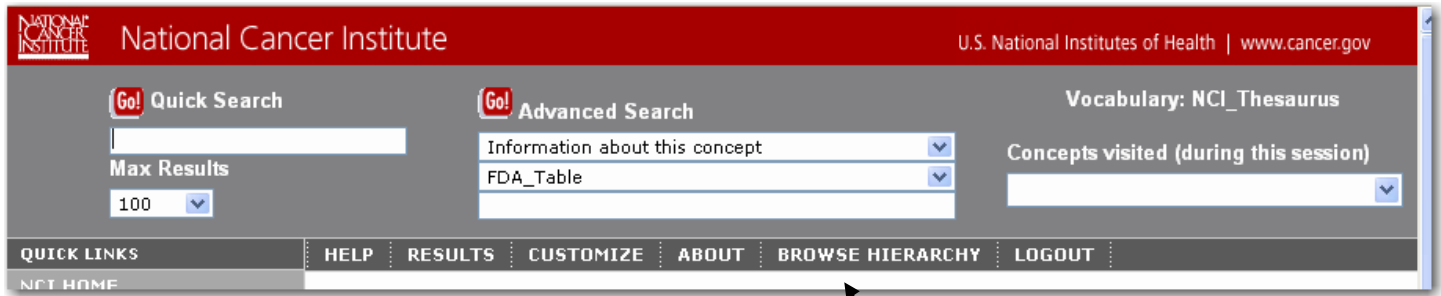 NATIONAL CANCER INSTITUTE
National Cancer Institute
U.S. National Institutes of Health | www.cancer.gov
Go! Quick Search
Go! Advanced Search
Vocabulary: NCI_Thesaurus
Information about this concept
Concepts visited (during this session)
Max Results
FDA_Table
100
QUICK LINKS
HELP RESULTS CUSTOMIZE ABOUT BROWSE HIERARCHY LOGOUT
NCI HOME